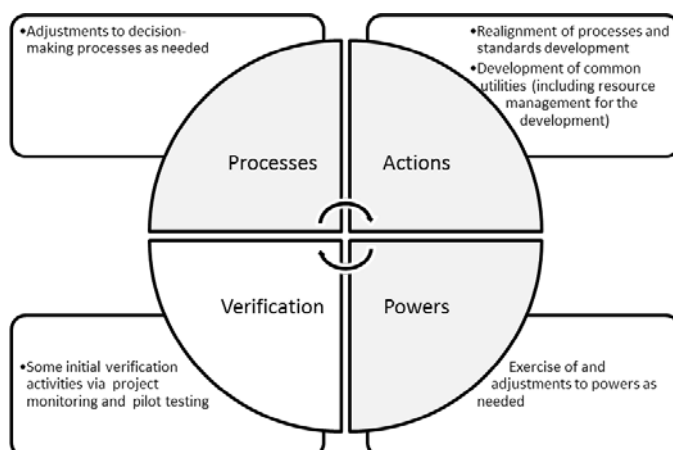 •Adjustments to decision-
making processes as needed
•Realignment of processes and
standards development
•Development of common
utilities (including resource
management for the
development)
Processes
Actions
Verification
Powers
•Some initial verification
activities via project
monitoring and pilot testing
Exercise of and
adjustments to powers as
needed